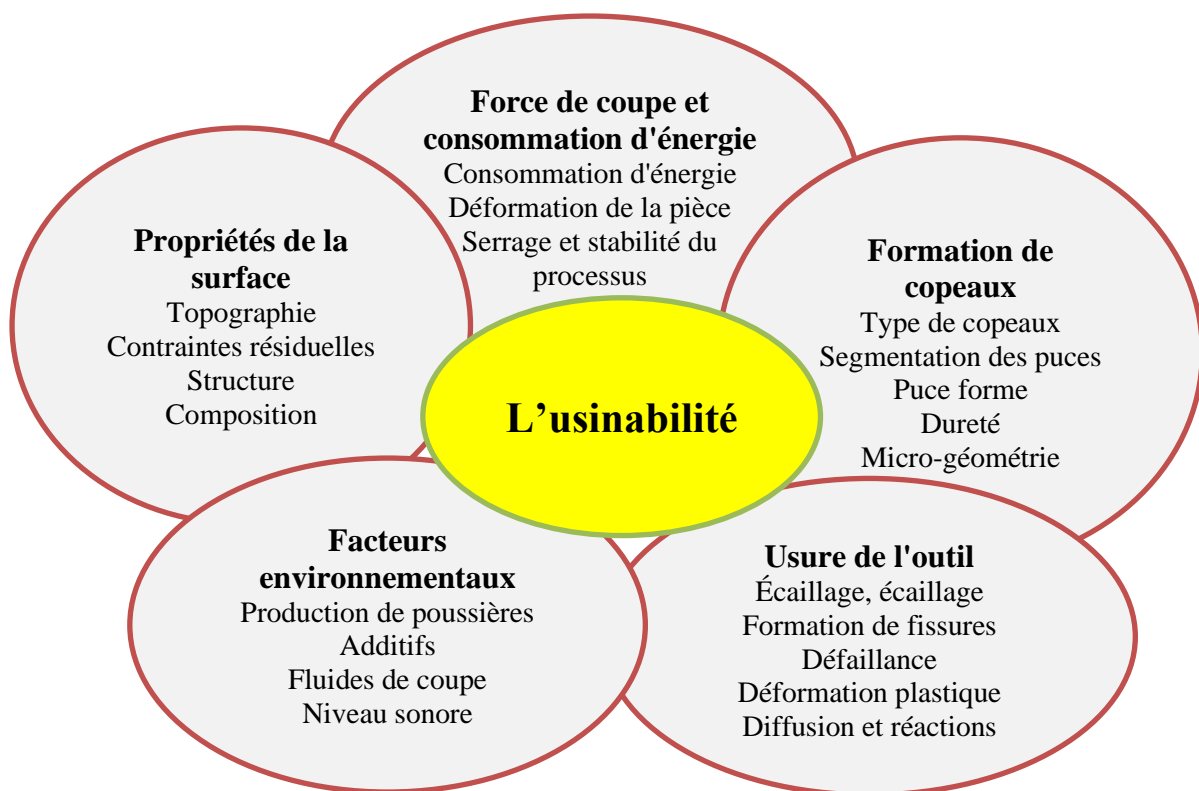 Force de coupe et
consommation d'énergie
Consommation d'énergie
Déformation de la pièce
Serrage et stabilité du
processus
Propriétés de la
surface
Topographie
Contraintes résiduelles
Structure
Composition
Formation de
copeaux
Type de copeaux
Segmentation des puces
Puce forme
Dureté
Micro-géométrie
L’usinabilité
Facteurs
environnementaux
Production de poussières
Additifs
Fluides de coupe
Niveau sonore
Usure de l'outil
Écaillage, écaillage
Formation de fissures
Défaillance
Déformation plastique
Diffusion et réactions